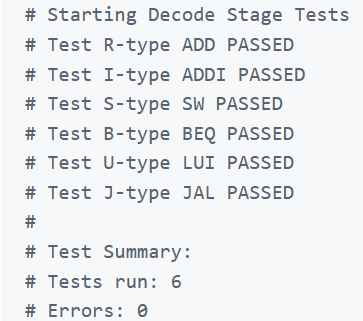 # Starting Decode Stage Tests
# Test R-type ADD PASSED
# Test I-type ADDI PASSED
# Test S-type SW PASSED
# Test B-type BEQ PASSED
# Test U-type LUI PASSED
# Test J-type JAL PASSED
#
# Test Summary:
# Tests run: 6
# Errors: 0